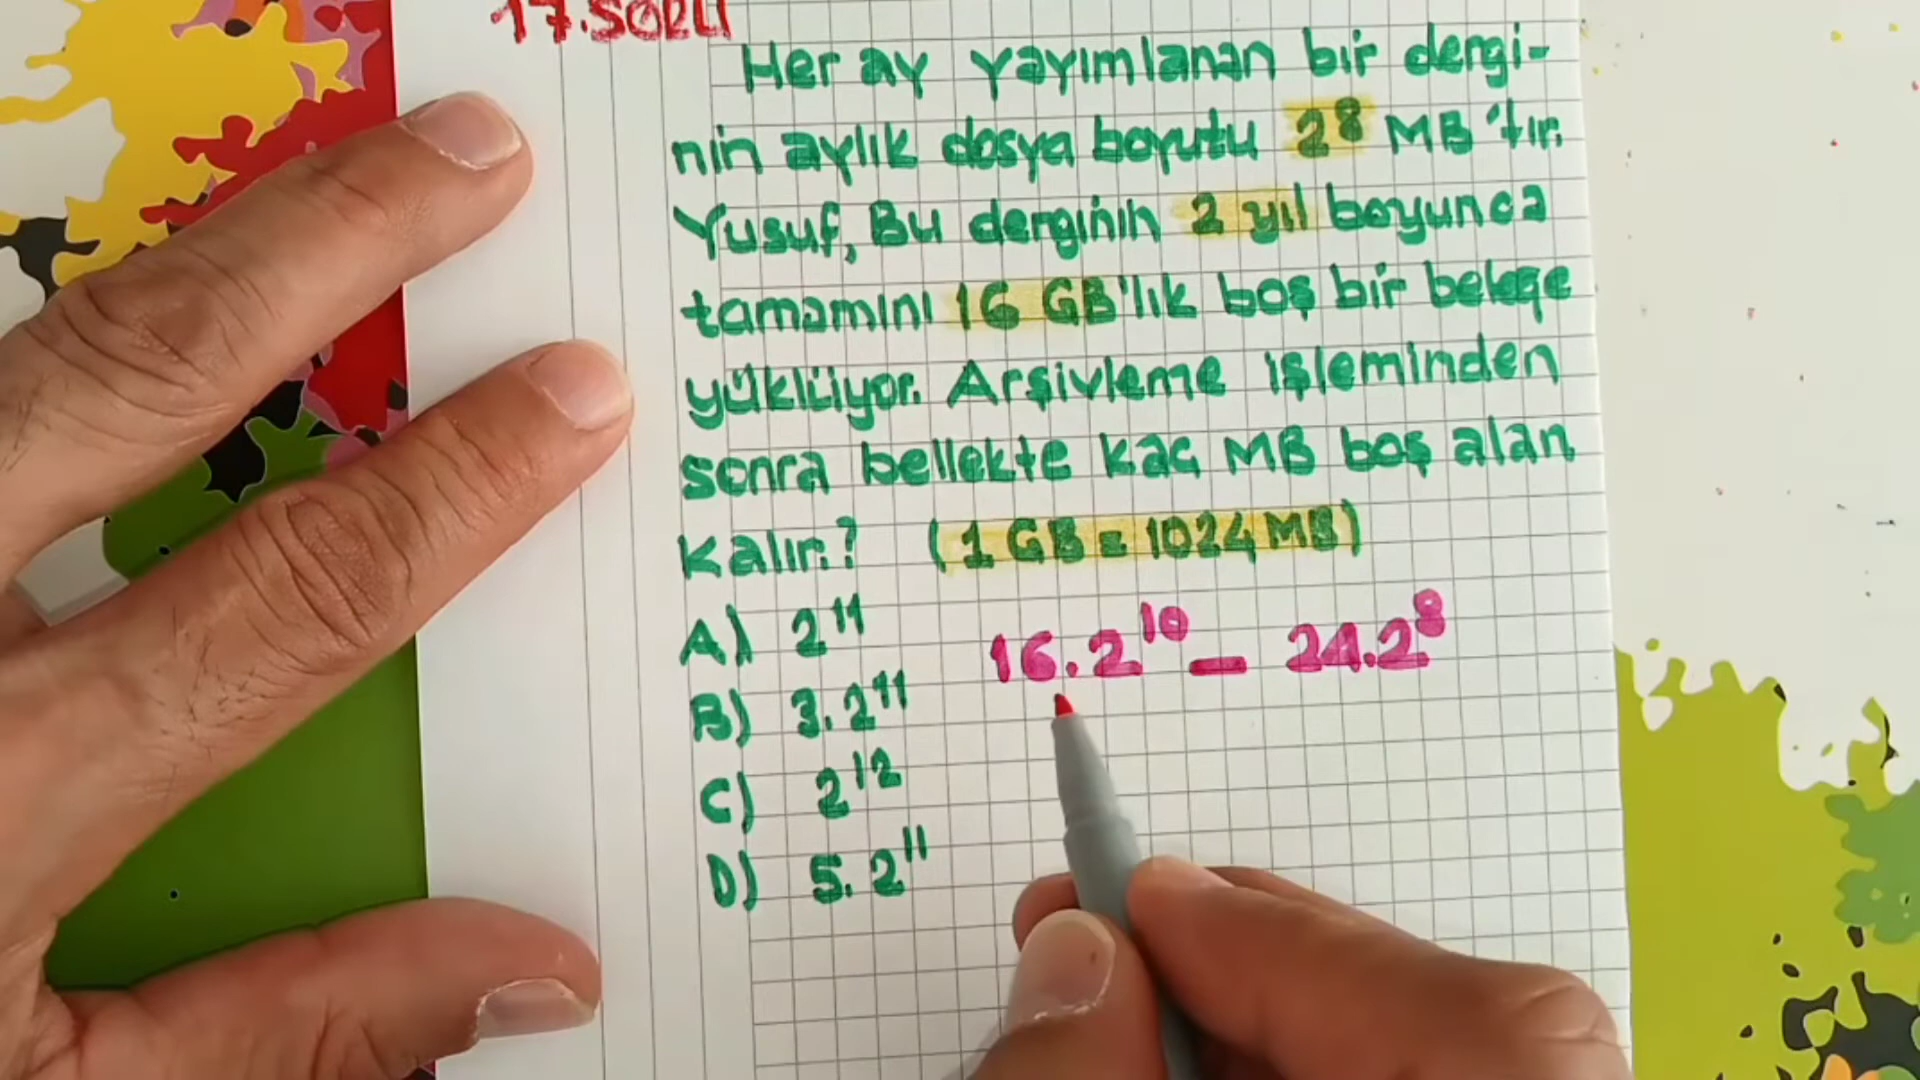 17.SORU
Her ay yayımlanan bir dergi-
nin aylık dosya boyutu 2⁸ MB'tır.
Yusuf, Bu derginin 2 yıl boyunca
tamamını 16 GB'lık boş bir beleğe
yüklüyor. Arşivleme işleminden
sonra bellekte kaç MB boş alan
kalır.? (1 GB = 1024 MB)
A) 2¹¹
16.2¹⁰ - 24.2⁸
B) 3.2¹¹
C) 2¹²
D) 5.2¹¹